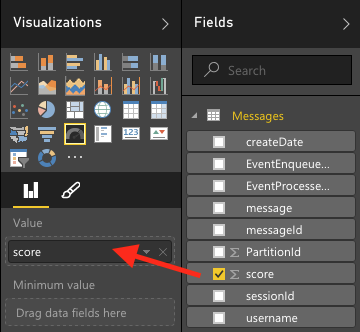 Visualizations
Fields
Search
Messages
createDate
EventEnqueue...
EventProcesse...
message
messageId
PartitionId
score
sessionId
username
123
Value
score
Minimum value
Drag data fields here